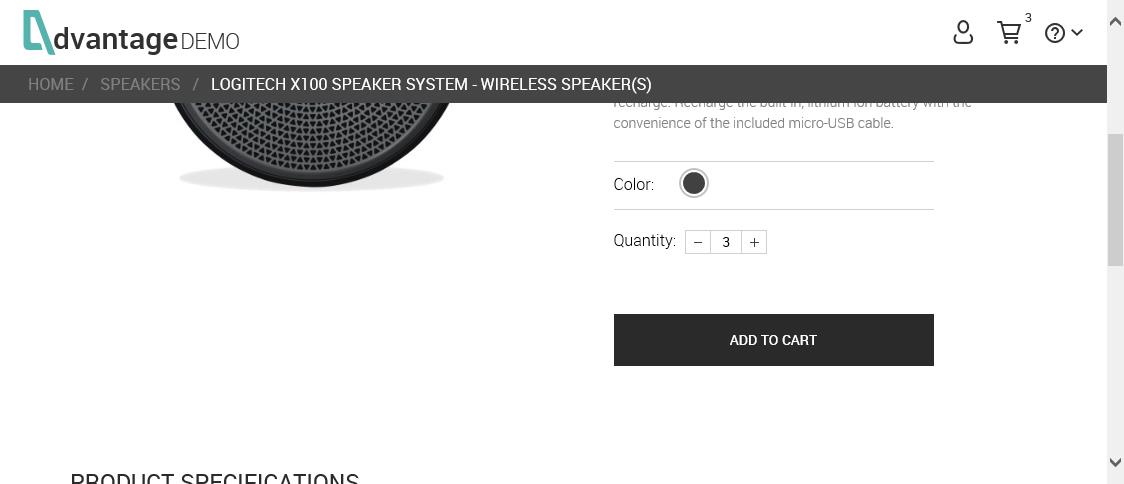 dvantage DEMO
3
HOME / SPEAKERS / LOGITECH X100 SPEAKER SYSTEM - WIRELESS SPEAKER(S)
recharge. Recharge the built-in, lithium-ion battery with the
convenience of the included micro-USB cable.
Color:
Quantity: − 3 +
ADD TO CART
PRODUCT SPECIFICATIONS